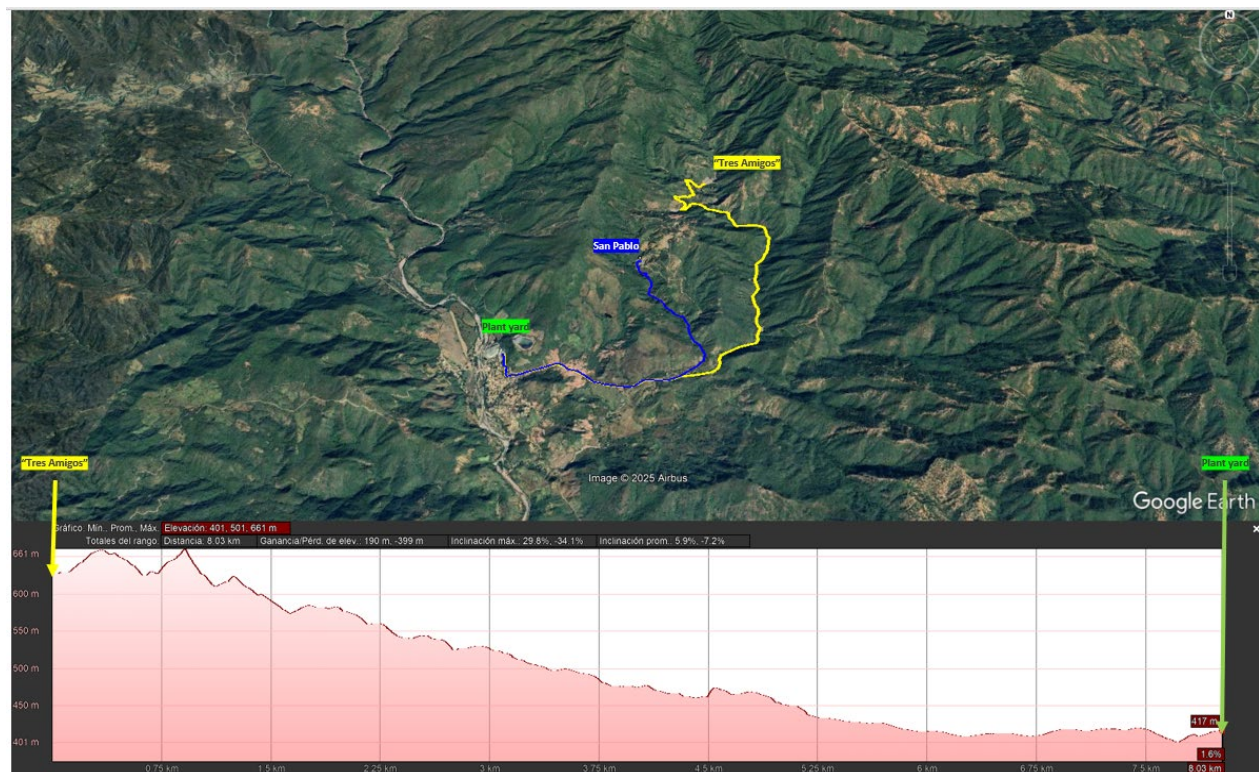 N
"Tres Amigos"
San Pablo
Plant yard
"Tres Amigos"
Plant yard
Image © 2025 Airbus
Google Earth
Gráfico: Mín., Prom., Máx. Elevación: 401, 501, 661 m
Totales del rango: Distancia: 8.03 km Ganancia/Pérd. de elev.: 190 m, -399 m Inclinación máx.: 29.8%, -34.1% Inclinación prom.: 5.9%, -7.2%
661 m
600 m
550 m
500 m
450 m
401 m
417 m
1.6%
0.75 km 1.5 km 2.25 km 3 km 3.75 km 4.5 km 5.25 km 6 km 6.75 km 7.5 km 8.03 km